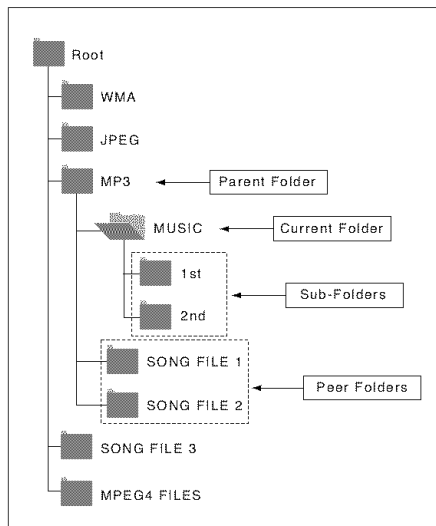 Root
WMA
JPEG
MP3
Parent Folder
MUSIC
Current Folder
1st
Sub-Folders
2nd
SONG FILE 1
Peer Folders
SONG FILE 2
SONG FILE 3
MPEG4 FILES